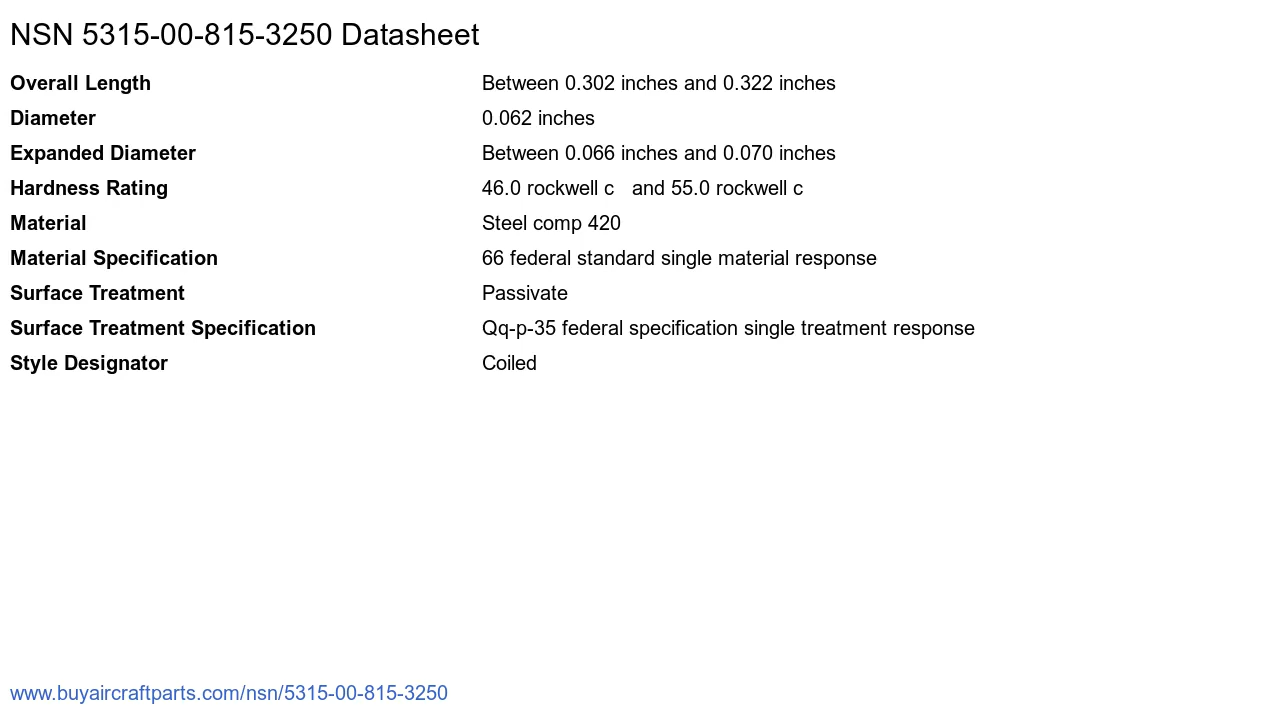 NSN 5315-00-815-3250 Datasheet
Overall Length Between 0.302 inches and 0.322 inches
Diameter 0.062 inches
Expanded Diameter Between 0.066 inches and 0.070 inches
Hardness Rating 46.0 rockwell c   and 55.0 rockwell c
Material Steel comp 420
Material Specification 66 federal standard single material response
Surface Treatment Passivate
Surface Treatment Specification Qq-p-35 federal specification single treatment response
Style Designator Coiled
www.buyaircraftparts.com/nsn/5315-00-815-3250